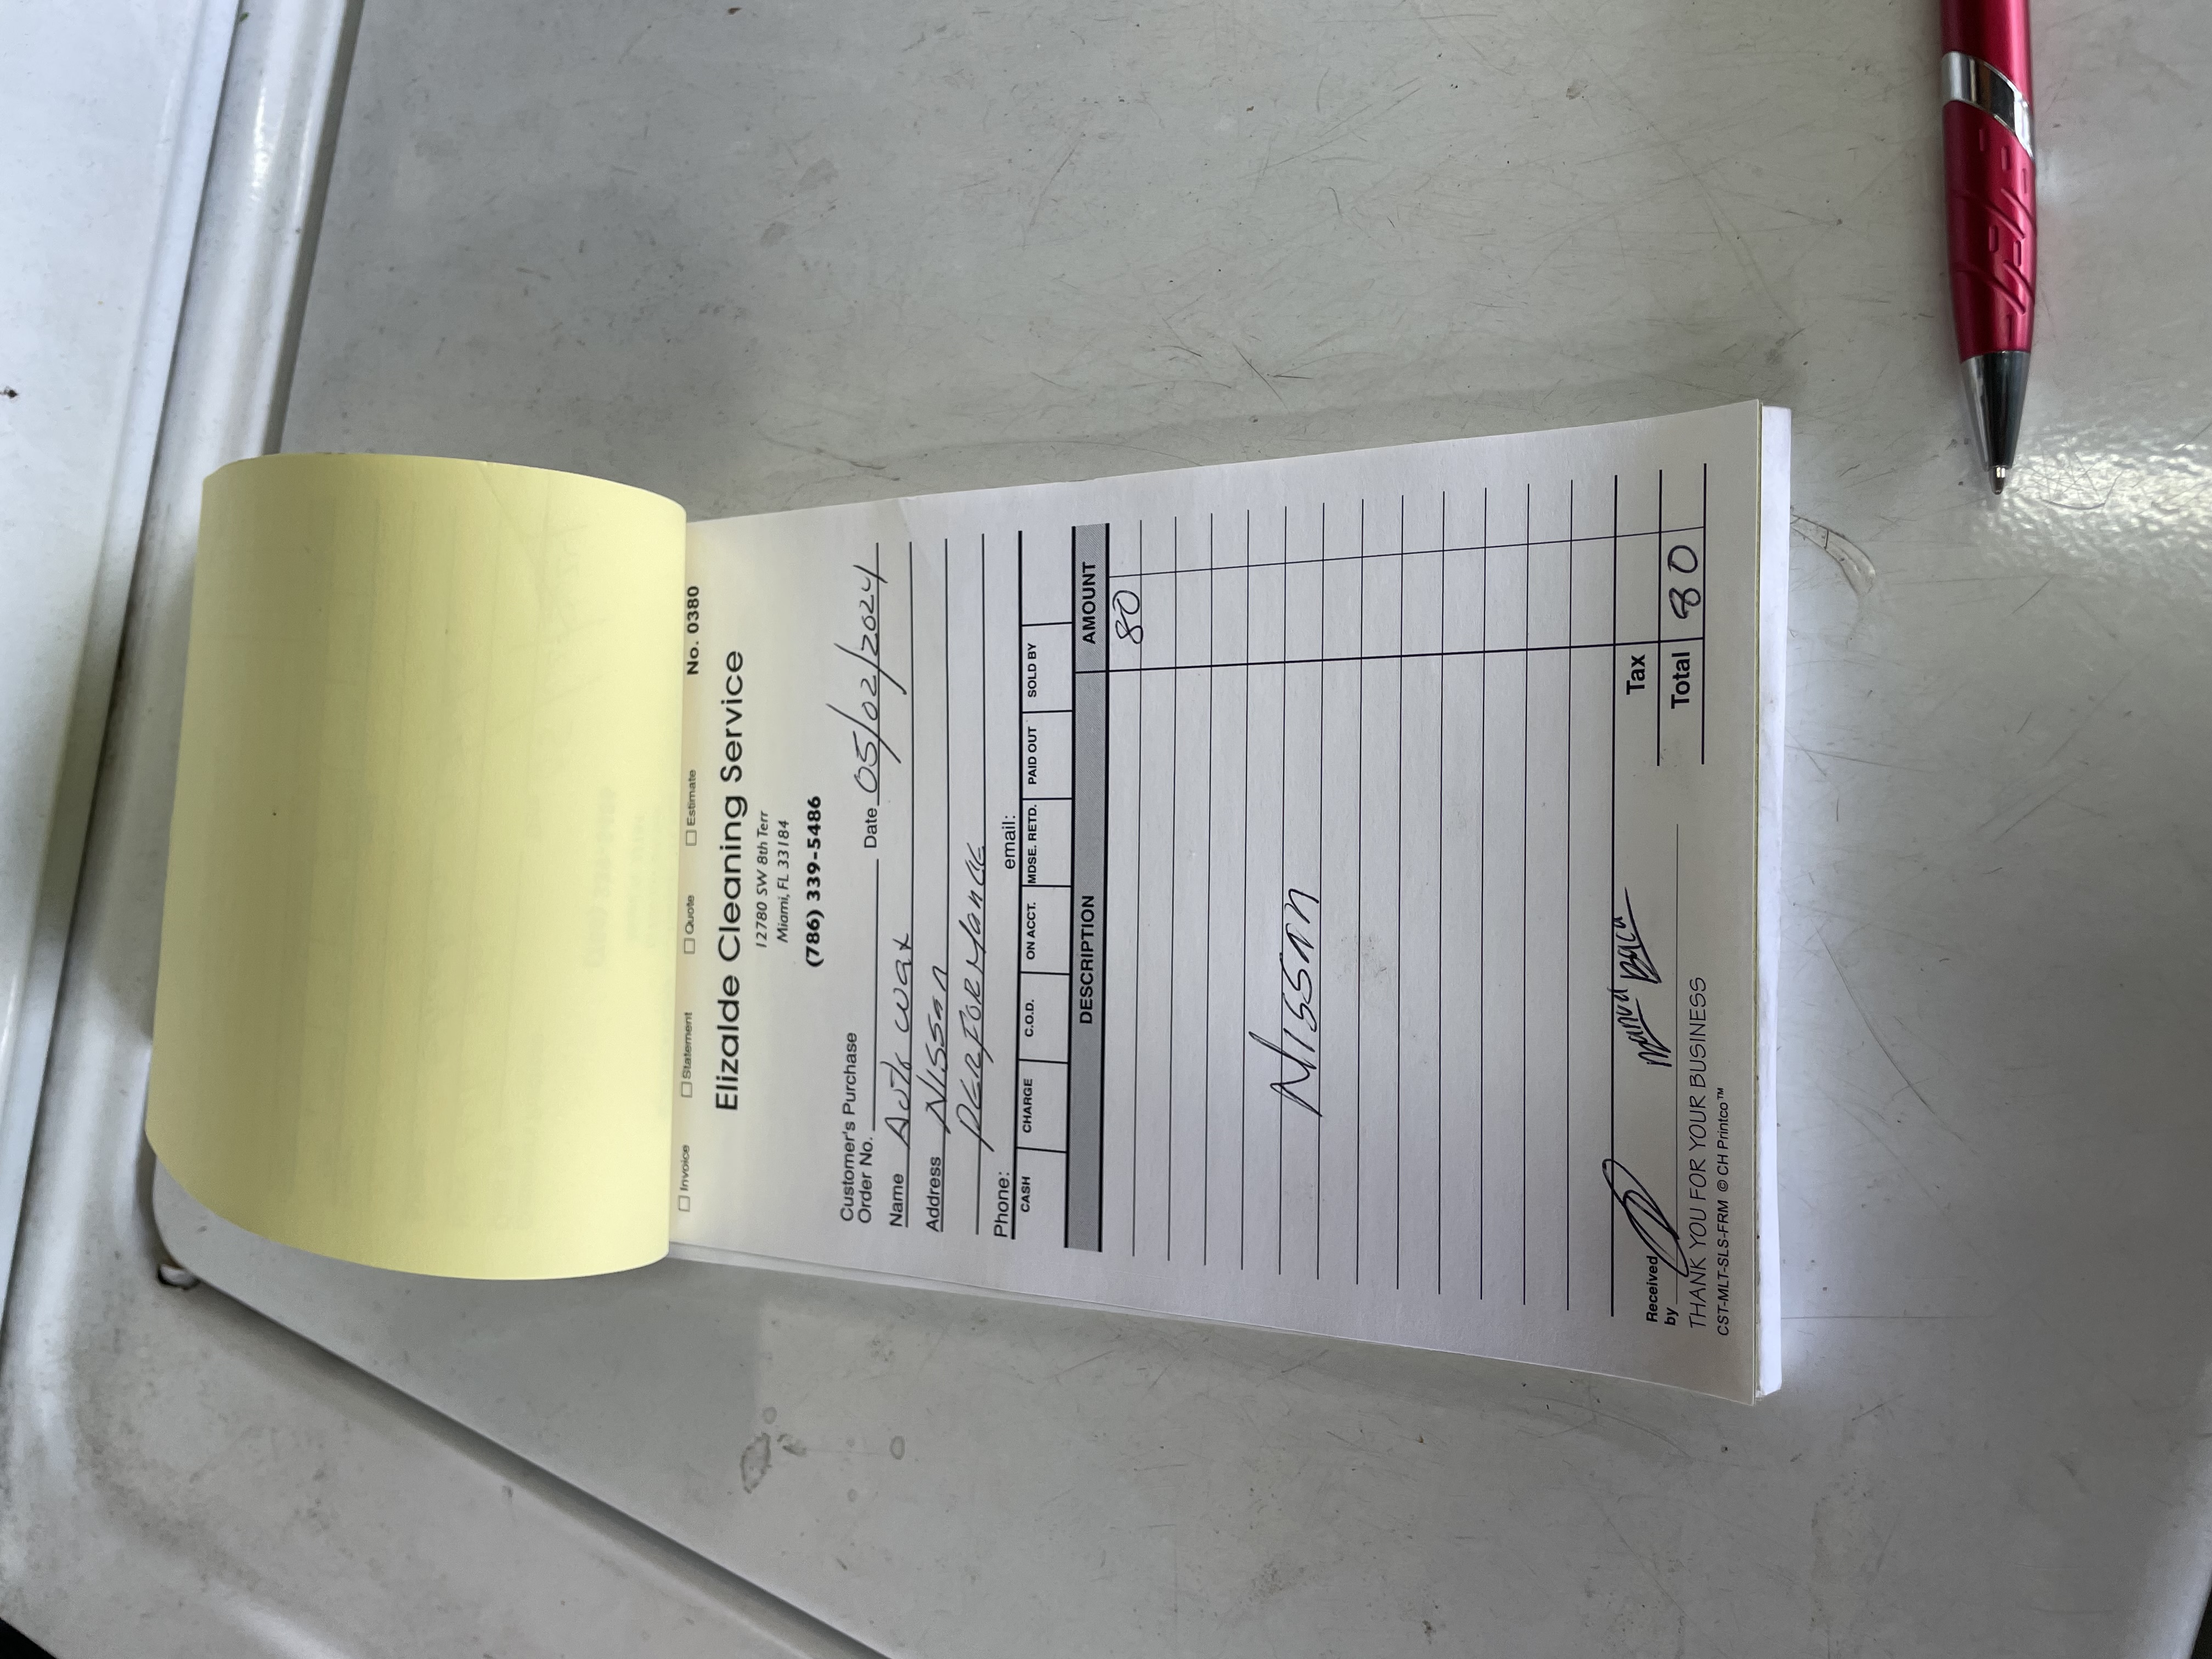 ☐ Invoice ☐ Statement ☐ Quote ☐ Estimate No. 0380
Elizalde Cleaning Service
12780 SW 8th Terr
Miami, FL 33184
(786) 339-5486
Customer's Purchase
Order No. Date 05/02/2024
Name Auto wax
Address Nissan
PERFORMANCE
Phone: email:
CASH CHARGE C.O.D. ON ACCT. MDSE. RETD. PAID OUT SOLD BY
DESCRIPTION AMOUNT
80
Nissan
Tax
Received
by Manuel Total 80
THANK YOU FOR YOUR BUSINESS
CST-MLT-SLS-FRM © CH Printco™